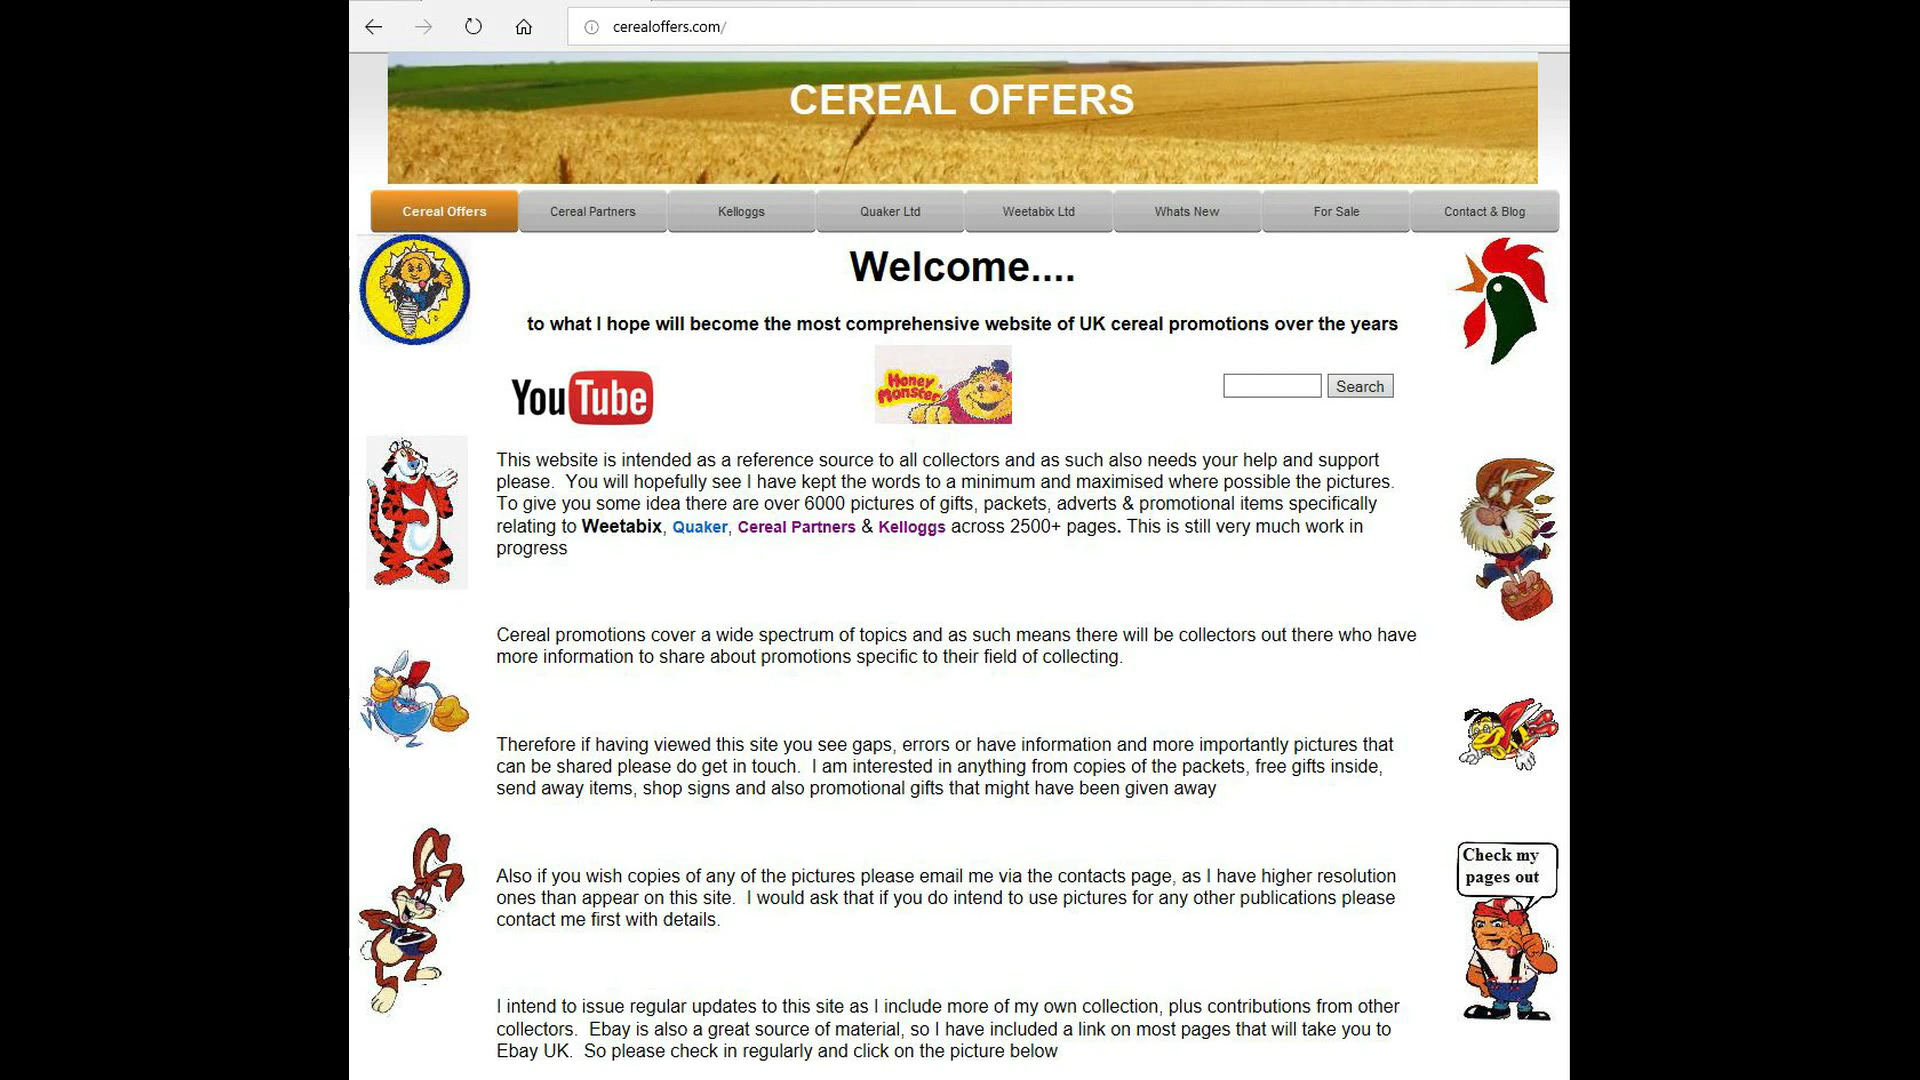 cerealoffers.com/
CEREAL OFFERS
Cereal Offers
Cereal Partners
Kelloggs
Quaker Ltd
Weetabix Ltd
Whats New
For Sale
Contact & Blog
Welcome....
to what I hope will become the most comprehensive website of UK cereal promotions over the years
YouTube
Honey
Monster
Search
This website is intended as a reference source to all collectors and as such also needs your help and support
please.  You will hopefully see I have kept the words to a minimum and maximised where possible the pictures.
To give you some idea there are over 6000 pictures of gifts, packets, adverts & promotional items specifically
relating to Weetabix, Quaker, Cereal Partners & Kelloggs across 2500+ pages. This is still very much work in
progress
Cereal promotions cover a wide spectrum of topics and as such means there will be collectors out there who have
more information to share about promotions specific to their field of collecting.
Therefore if having viewed this site you see gaps, errors or have information and more importantly pictures that
can be shared please do get in touch.  I am interested in anything from copies of the packets, free gifts inside,
send away items, shop signs and also promotional gifts that might have been given away
Check my
pages out
Also if you wish copies of any of the pictures please email me via the contacts page, as I have higher resolution
ones than appear on this site.  I would ask that if you do intend to use pictures for any other publications please
contact me first with details.
I intend to issue regular updates to this site as I include more of my own collection, plus contributions from other
collectors.  Ebay is also a great source of material, so I have included a link on most pages that will take you to
Ebay UK.  So please check in regularly and click on the picture below